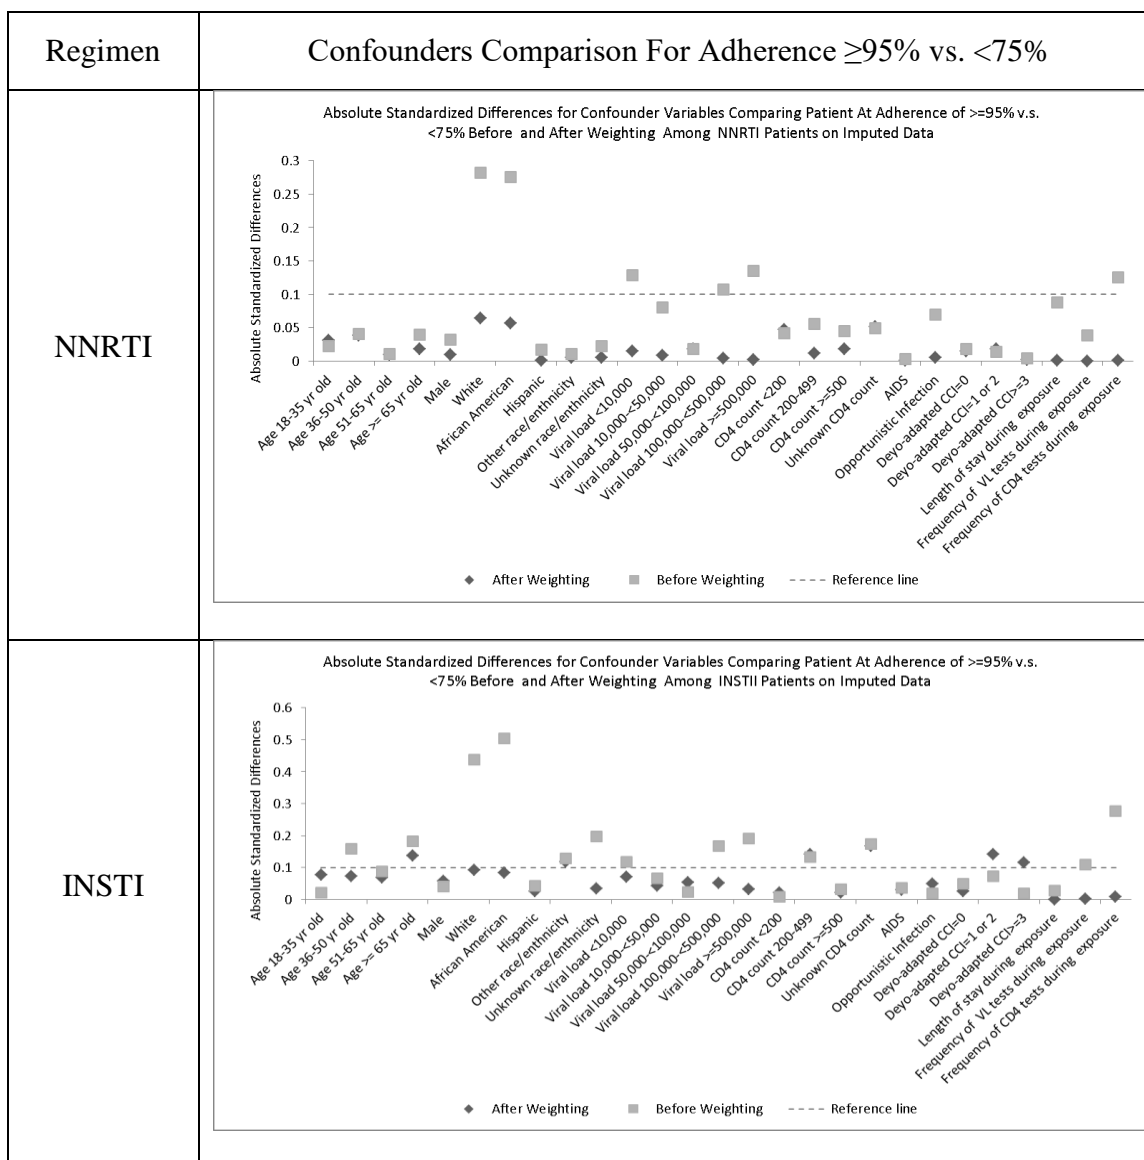 Regimen
Confounders Comparison For Adherence ≥95% vs. <75%
NNRTI
Absolute Standardized Differences for Confounder Variables Comparing Patient At Adherence of >=95% v.s.
<75% Before and After Weighting Among NNRTI Patients on Imputed Data
Absolute Standardized Differences
0.3
0.25
0.2
0.15
0.1
0.05
0
Age 18-35 yr old
Age 36-50 yr old
Age 51-65 yr old
Age >= 65 yr old
Male
White
African American
Hispanic
Other race/enthnicity
Unknown race/enthnicity
Viral load <10,000
Viral load 10,000-<50,000
Viral load 50,000-<100,000
Viral load 100,000-<500,000
Viral load >=500,000
CD4 count <200
CD4 count 200-499
CD4 count >=500
Unknown CD4 count
AIDS
Opportunistic Infection
Deyo-adapted CCI=0
Deyo-adapted CCI=1 or 2
Deyo-adapted CCI>=3
Length of stay during exposure
Frequency of VL tests during exposure
Frequency of CD4 tests during exposure
After Weighting Before Weighting Reference line
INSTI
Absolute Standardized Differences for Confounder Variables Comparing Patient At Adherence of >=95% v.s.
<75% Before and After Weighting Among INSTII Patients on Imputed Data
Absolute Standardized Differences
0.6
0.5
0.4
0.3
0.2
0.1
0
Age 18-35 yr old
Age 36-50 yr old
Age 51-65 yr old
Age >= 65 yr old
Male
White
African American
Hispanic
Other race/enthnicity
Unknown race/enthnicity
Viral load <10,000
Viral load 10,000-<50,000
Viral load 50,000-<100,000
Viral load 100,000-<500,000
Viral load >=500,000
CD4 count <200
CD4 count 200-499
CD4 count >=500
Unknown CD4 count
AIDS
Opportunistic Infection
Deyo-adapted CCI=0
Deyo-adapted CCI=1 or 2
Deyo-adapted CCI>=3
Length of stay during exposure
Frequency of VL tests during exposure
Frequency of CD4 tests during exposure
After Weighting Before Weighting Reference line